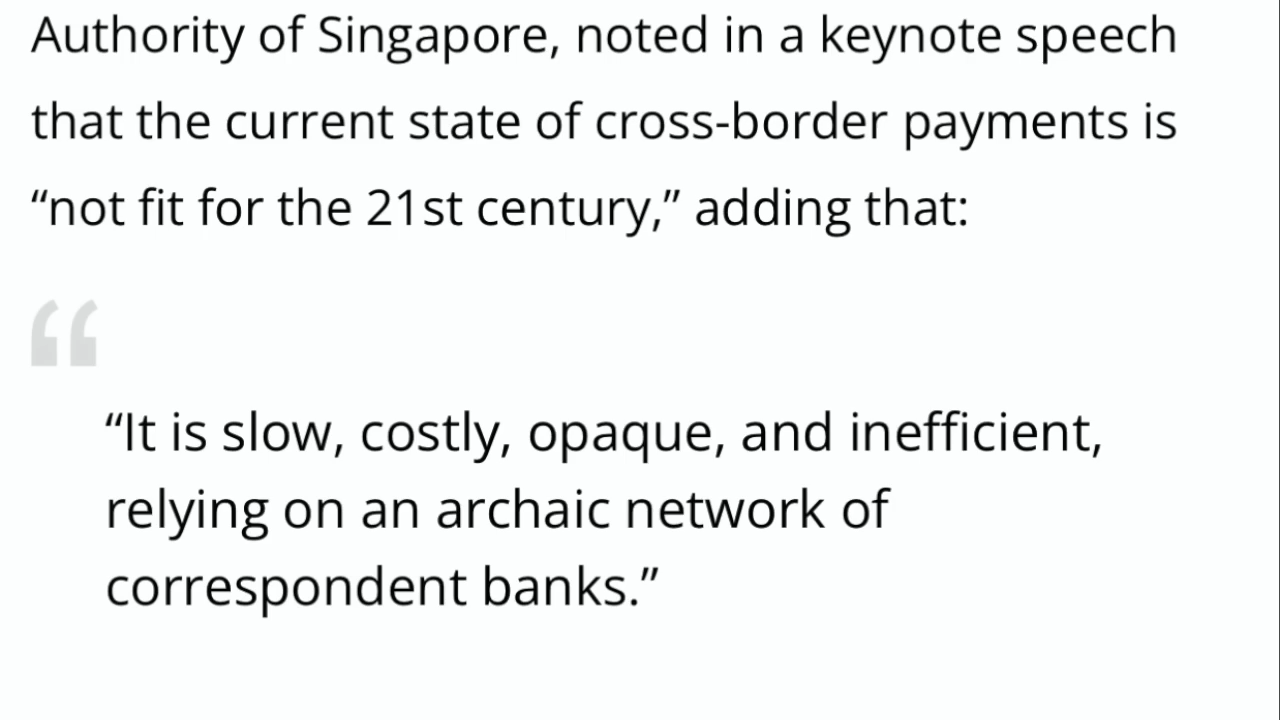 Authority of Singapore, noted in a keynote speech
that the current state of cross-border payments is
“not fit for the 21st century,” adding that:
“
“It is slow, costly, opaque, and inefficient,
relying on an archaic network of
correspondent banks.”